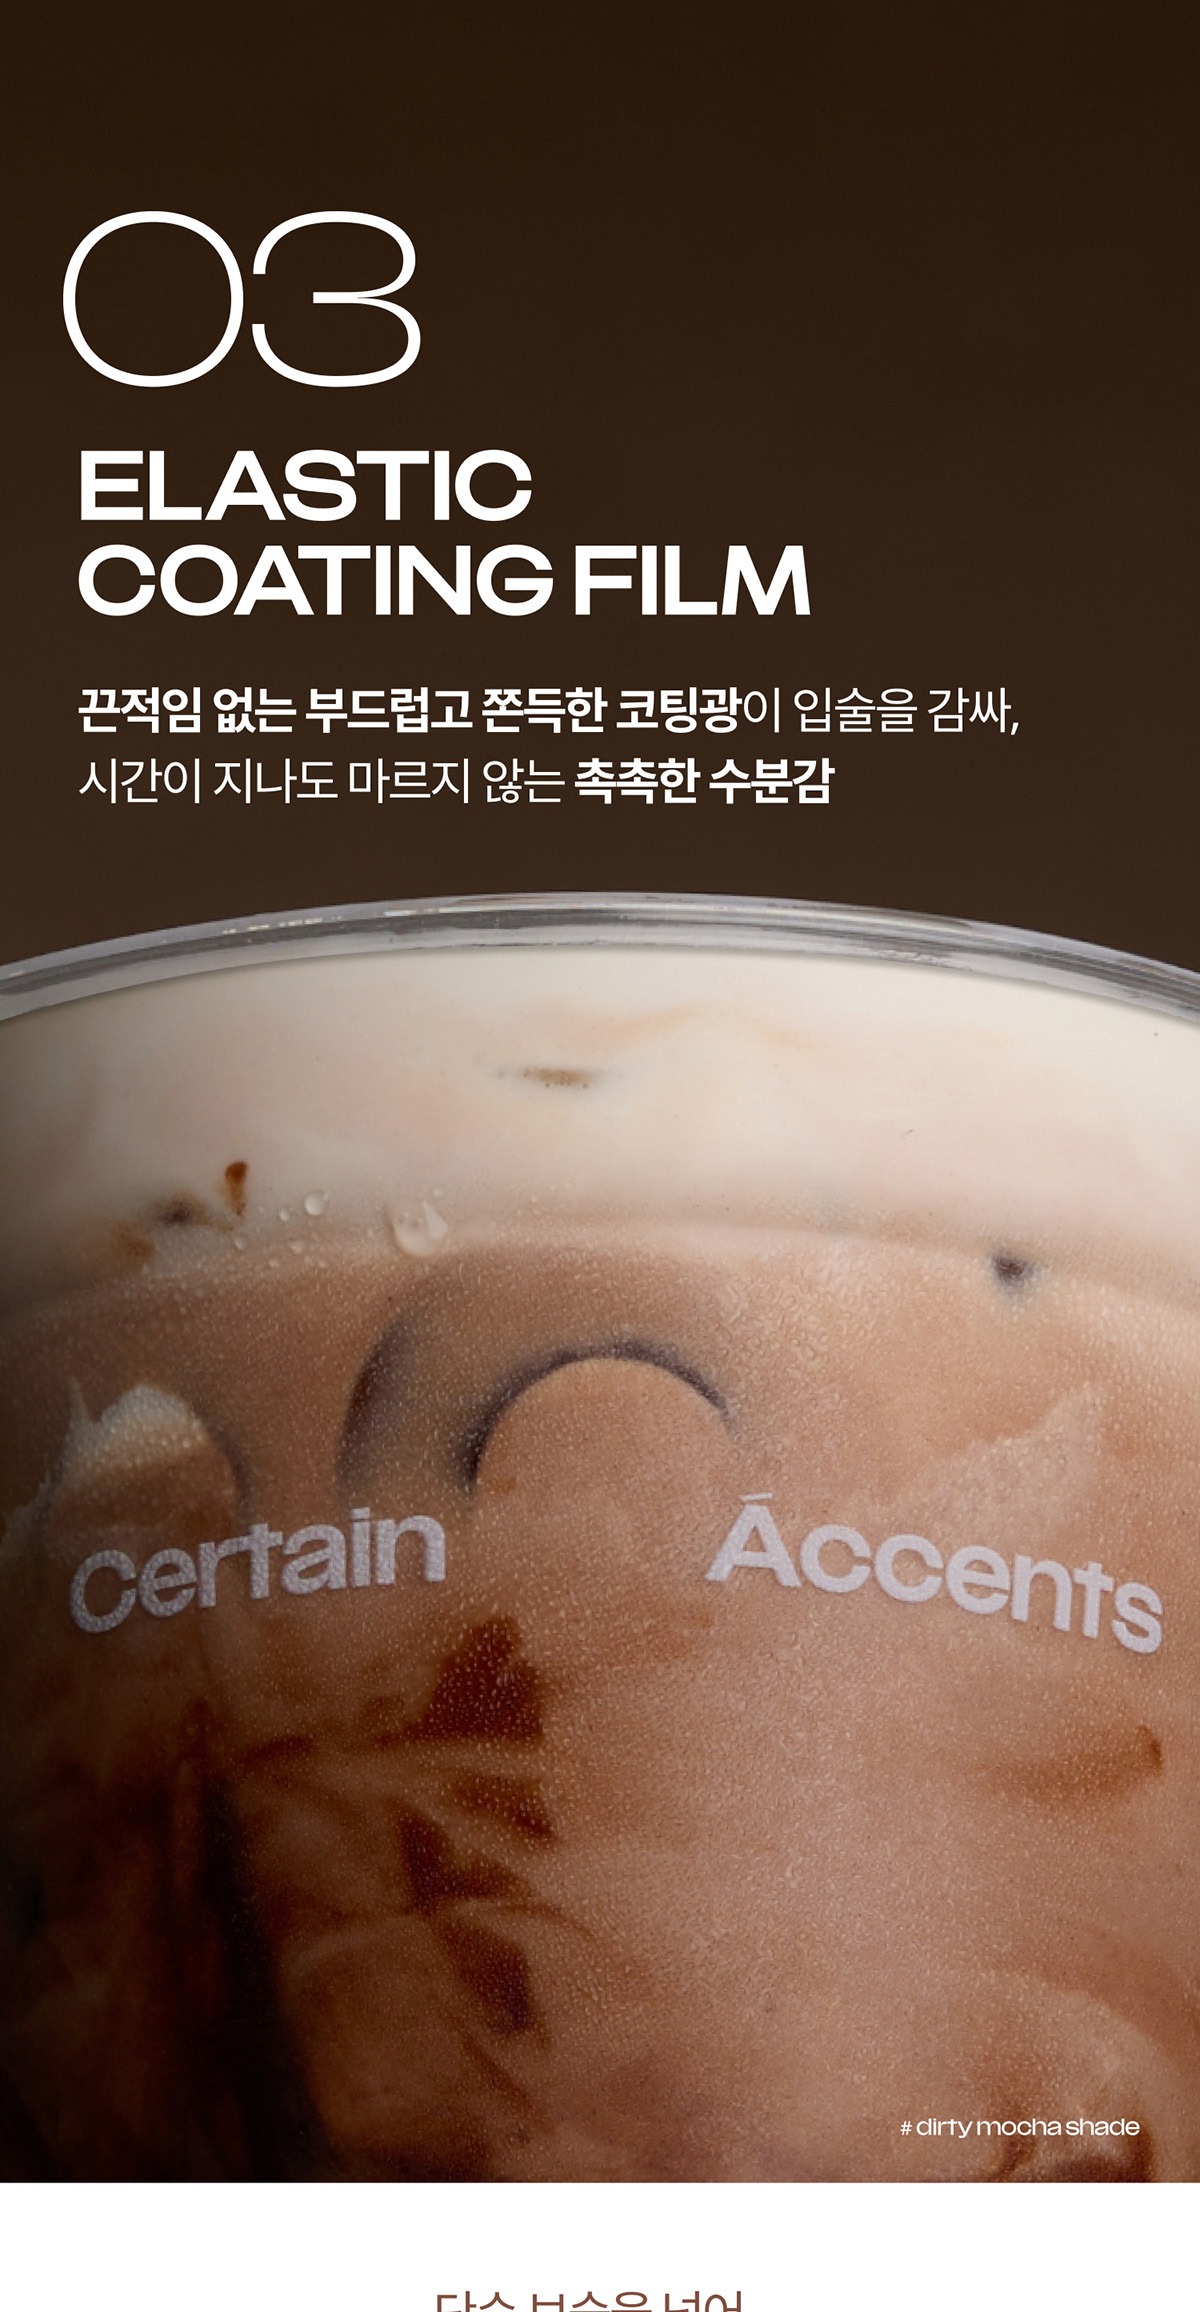 03
ELASTIC
COATING FILM
끈적임 없는 부드럽고 쫀득한 코팅광이 입술을 감싸,
시간이 지나도 마르지 않는 촉촉한 수분감
Certain Āccents
# dirty mocha shade